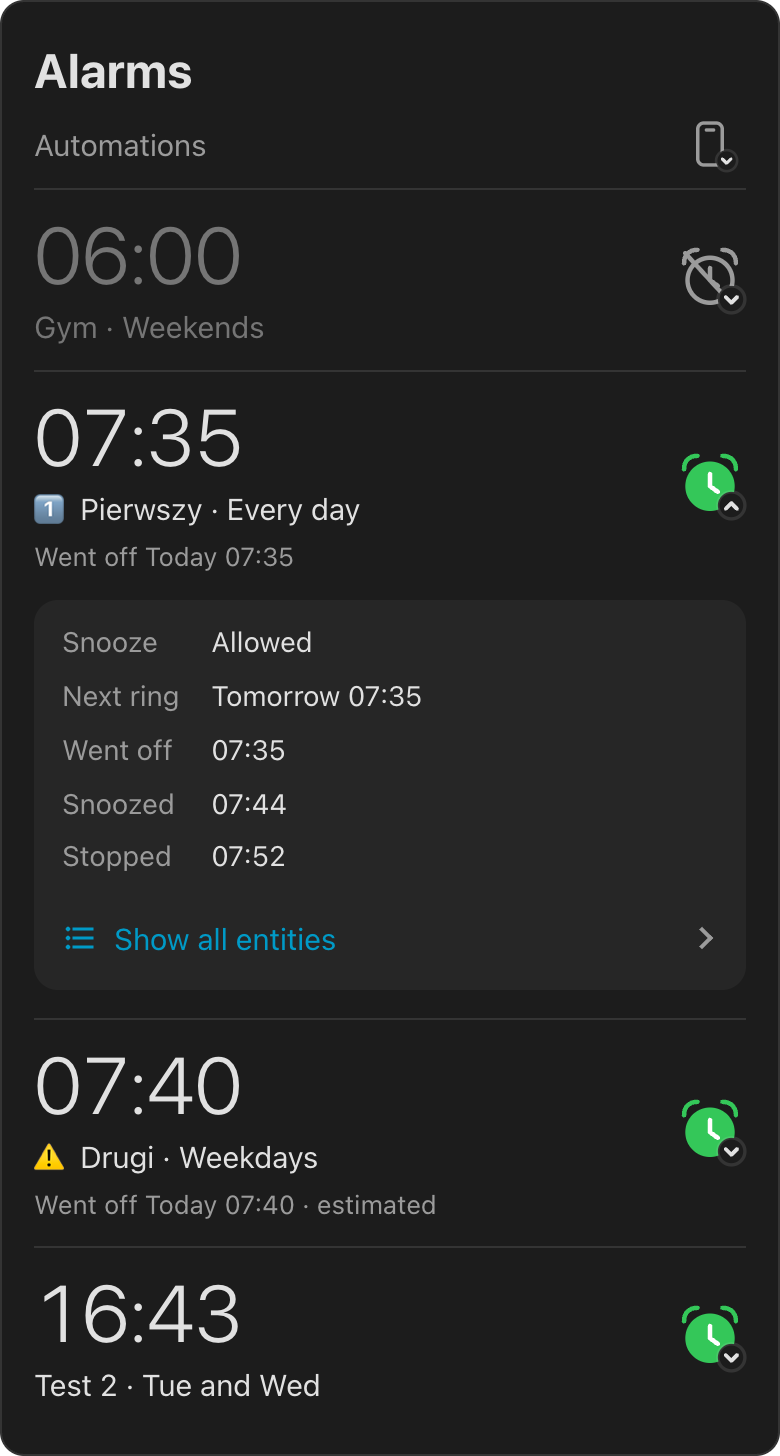 Alarms
Automations
06:00
Gym · Weekends
07:35
1️⃣ Pierwszy · Every day
Went off Today 07:35
Snooze Allowed
Next ring Tomorrow 07:35
Went off 07:35
Snoozed 07:44
Stopped 07:52
Show all entities
07:40
⚠️ Drugi · Weekdays
Went off Today 07:40 · estimated
16:43
Test 2 · Tue and Wed